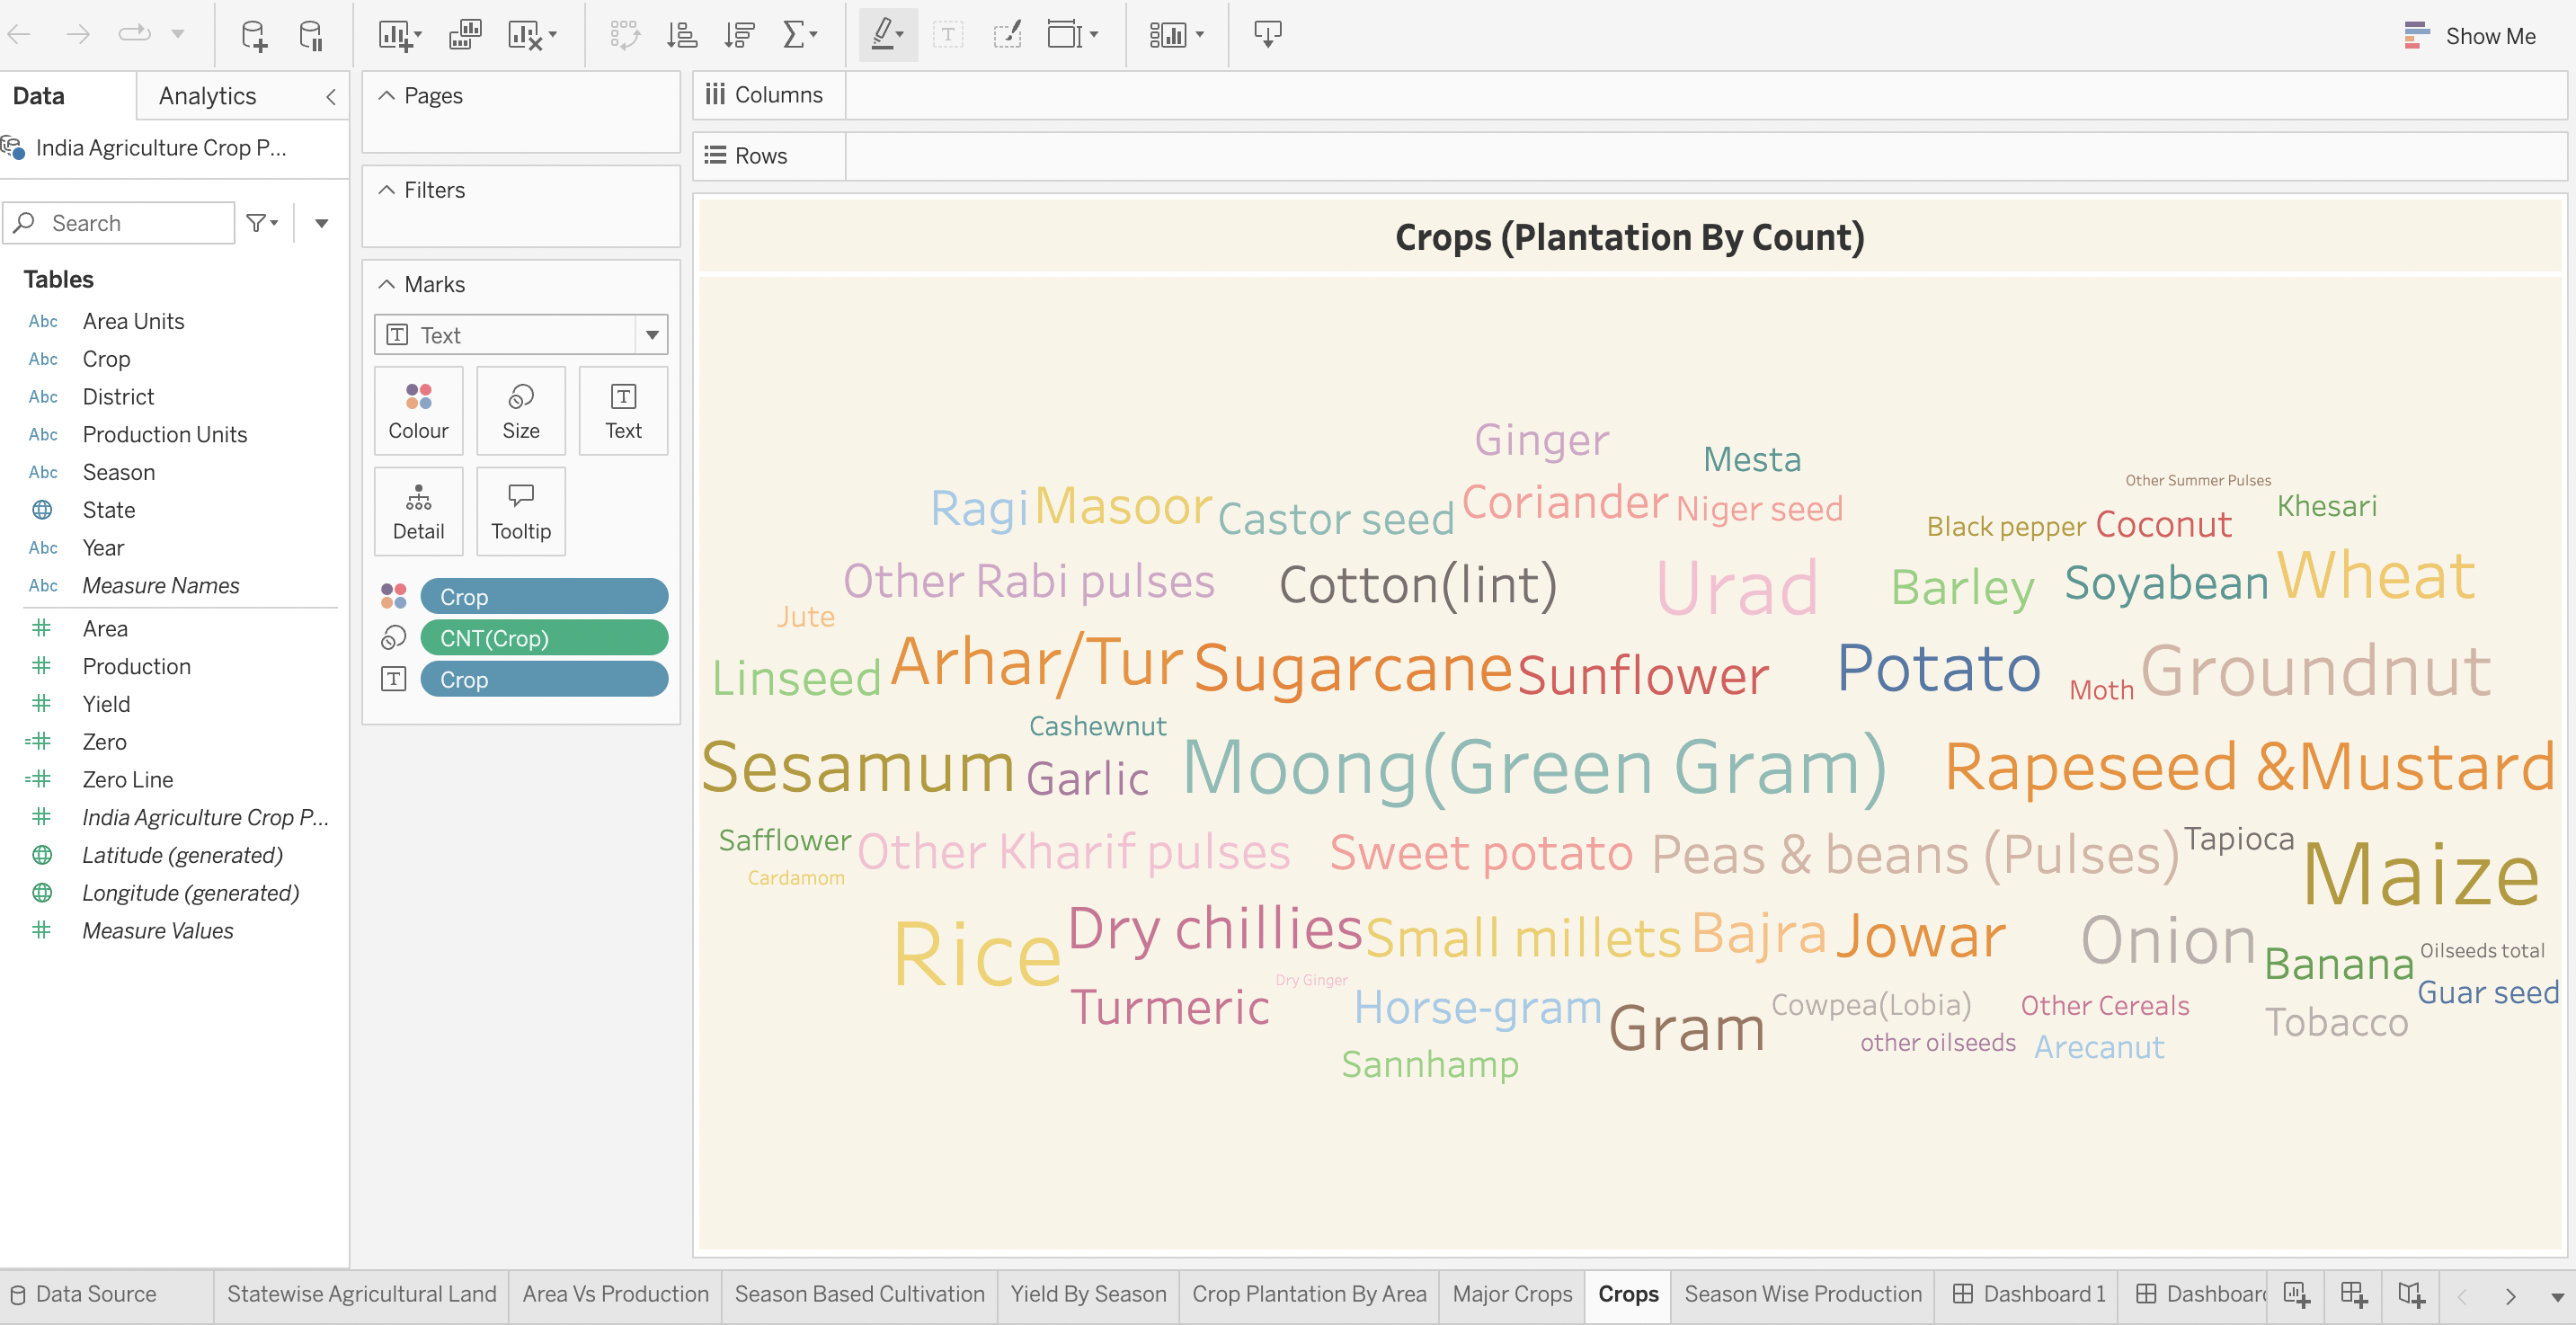 Show Me
Data
Analytics
India Agriculture Crop P...
Search
Tables
Abc Area Units
Abc Crop
Abc District
Abc Production Units
Abc Season
State
Abc Year
Abc Measure Names
Area
Production
Yield
Zero
Zero Line
India Agriculture Crop P...
Latitude (generated)
Longitude (generated)
Measure Values
Pages
Filters
Marks
T Text
Colour
Size
Text
Detail
Tooltip
Crop
CNT(Crop)
Crop
Columns
Rows
Crops (Plantation By Count)
Ginger
Mesta
Other Summer Pulses
Ragi
Masoor
Castor seed
Coriander
Niger seed
Black pepper
Coconut
Khesari
Other Rabi pulses
Cotton(lint)
Urad
Barley
Soyabean
Wheat
Jute
Linseed
Arhar/Tur
Sugarcane
Sunflower
Potato
Moth
Groundnut
Cashewnut
Sesamum
Garlic
Moong(Green Gram)
Rapeseed &Mustard
Safflower
Other Kharif pulses
Sweet potato
Peas & beans (Pulses)
Tapioca
Maize
Cardamom
Rice
Dry chillies
Small millets
Bajra
Jowar
Onion
Banana
Oilseeds total
Turmeric
Dry Ginger
Horse-gram
Gram
Cowpea(Lobia)
Other Cereals
Guar seed
Tobacco
other oilseeds
Arecanut
Sannhamp
Data Source
Statewise Agricultural Land
Area Vs Production
Season Based Cultivation
Yield By Season
Crop Plantation By Area
Major Crops
Crops
Season Wise Production
Dashboard 1
Dashboar